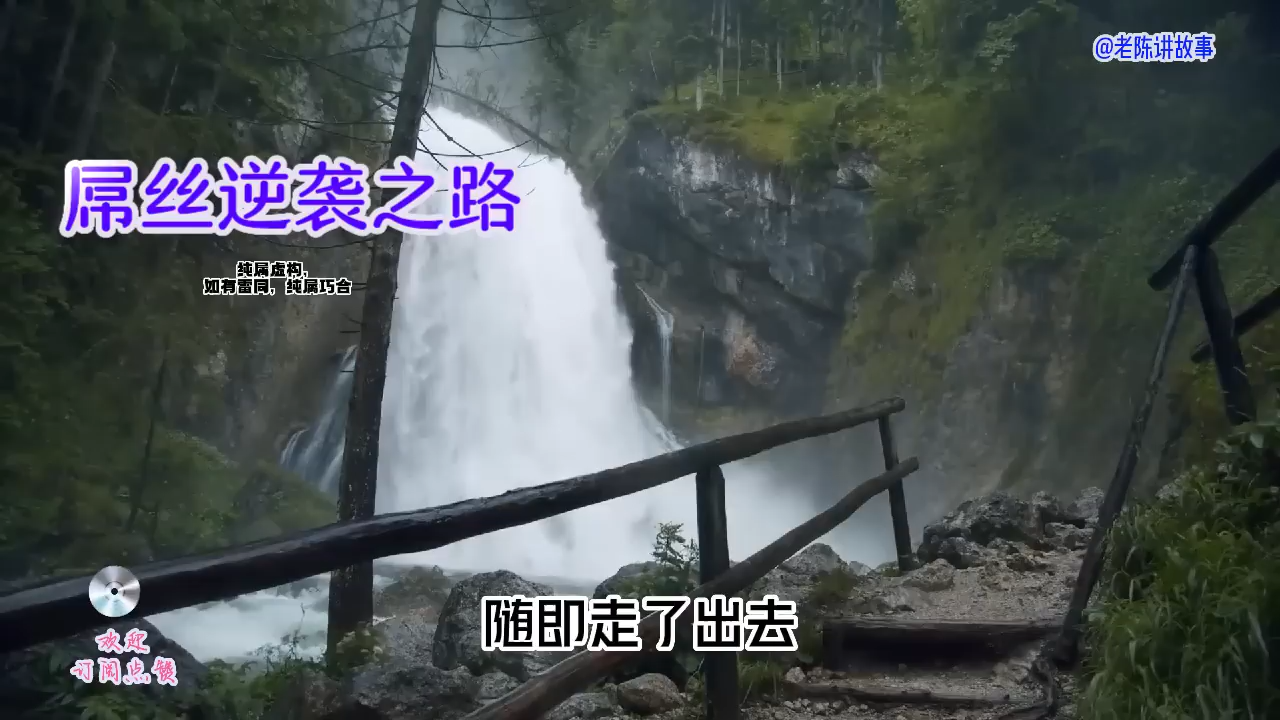 @老陈讲故事
屌丝逆袭之路
纯属虚构，
如有雷同，纯属巧合
随即走了出去
欢迎
订阅点赞